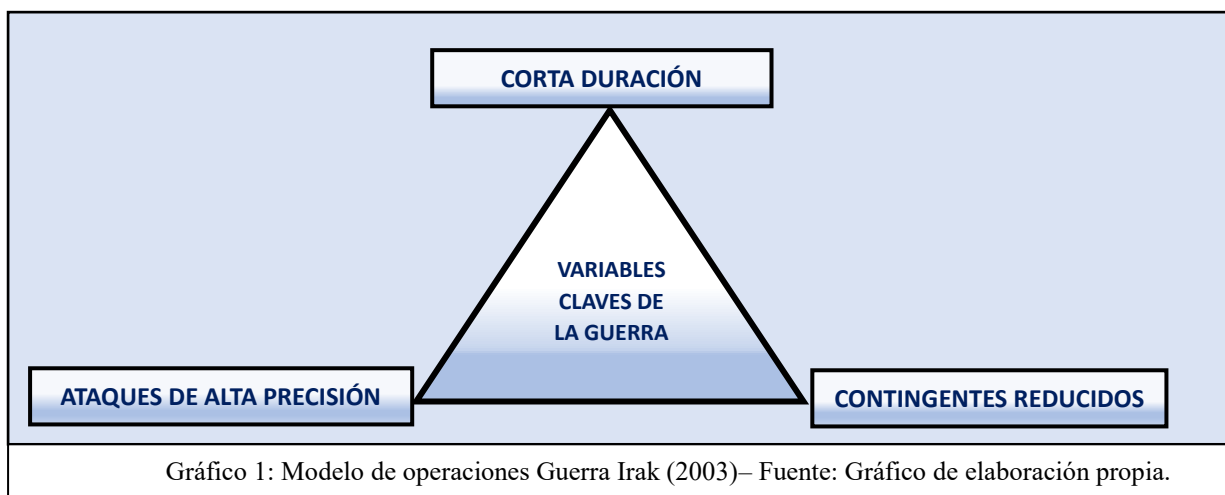 CORTA DURACIÓN
VARIABLES
CLAVES DE
LA GUERRA
ATAQUES DE ALTA PRECISIÓN
CONTINGENTES REDUCIDOS
Gráfico 1: Modelo de operaciones Guerra Irak (2003)– Fuente: Gráfico de elaboración propia.